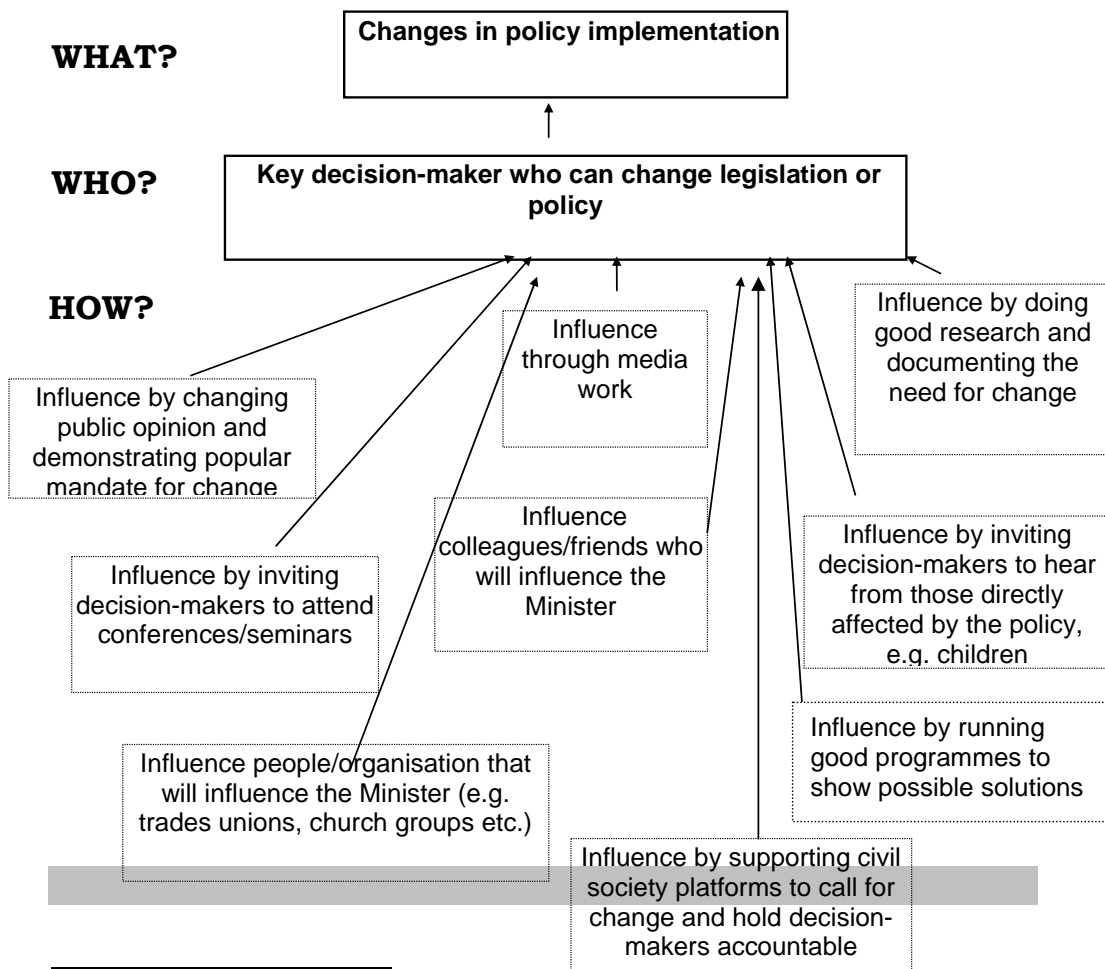 WHAT?
Changes in policy implementation
WHO?
Key decision-maker who can change legislation or
policy
HOW?
Influence by changing
public opinion and
demonstrating popular
mandate for change
Influence
through media
work
Influence by doing
good research and
documenting the
need for change
Influence by inviting
decision-makers to attend
conferences/seminars
Influence
colleagues/friends who
will influence the
Minister
Influence by inviting
decision-makers to hear
from those directly
affected by the policy,
e.g. children
Influence people/organisation that
will influence the Minister (e.g.
trades unions, church groups etc.)
Influence by running
good programmes to
show possible solutions
Influence by supporting civil
society platforms to call for
change and hold decision-
makers accountable